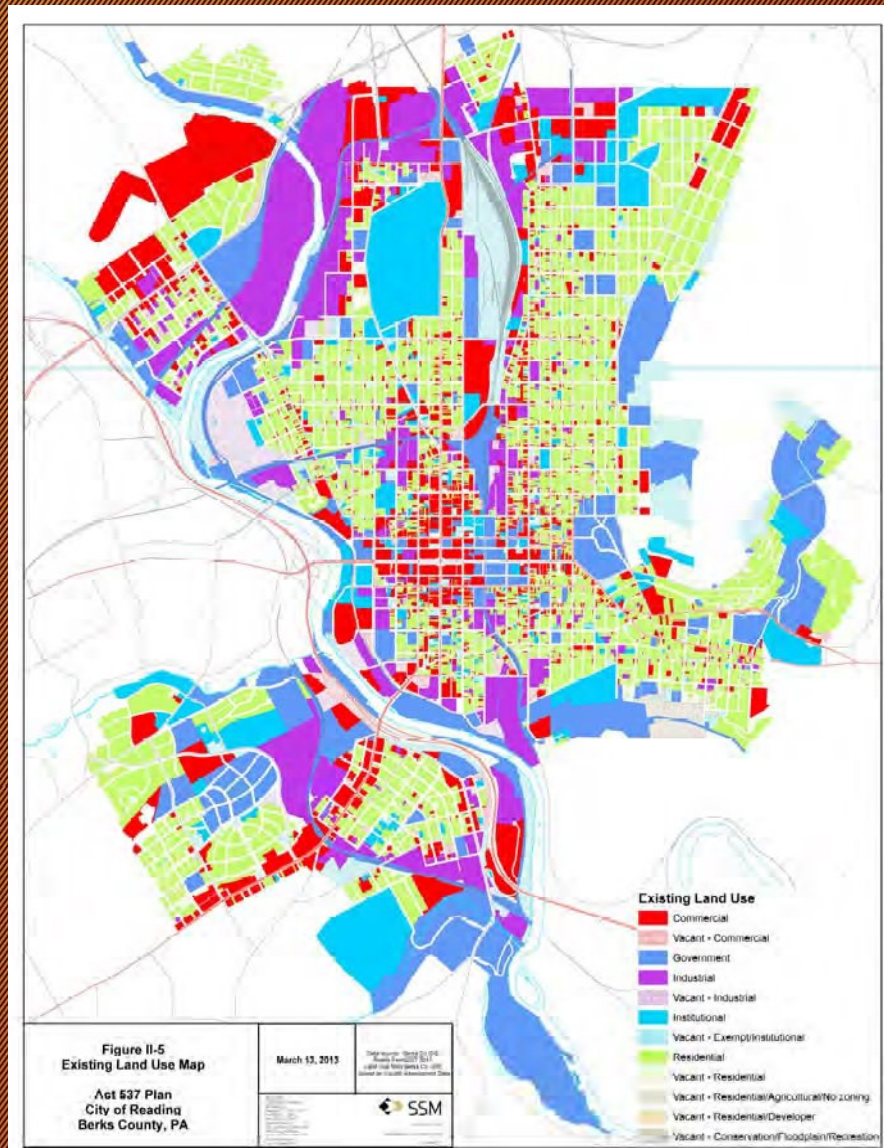 Existing Land Use
Commercial
Vacant - Commercial
Government
Industrial
Vacant - Industrial
Institutional
Vacant - Exempt/Institutional
Residential
Vacant - Residential
Vacant - Residential/Agricultural/No zoning
Vacant - Residential/Developer
Vacant - Conservation/Floodplain/Recreation
Figure II-5
Existing Land Use Map
Act 537 Plan
City of Reading
Berks County, PA
March 13, 2013
SSM